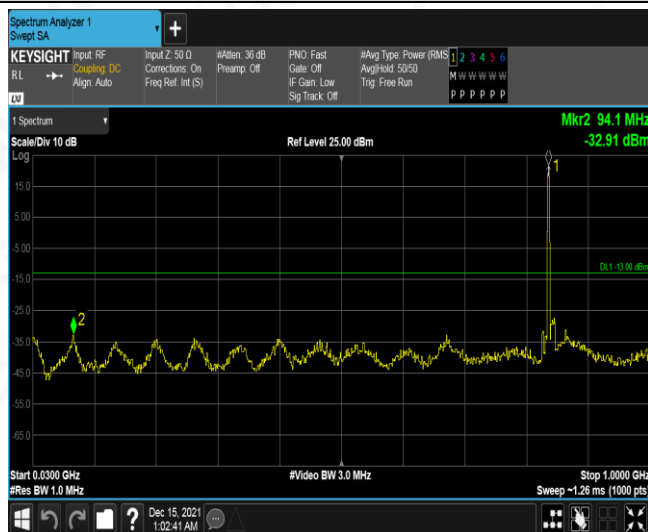 Spectrum Analyzer 1
Swept SA
+
KEYSIGHT
RL
LXI
Input: RF
Coupling: DC
Align: Auto
Input Z: 50 Ω
Corrections: On
Freq Ref: Int (S)
#Atten: 36 dB
Preamp: Off
PNO: Fast
Gate: Off
IF Gain: Low
Sig Track: Off
#Avg Type: Power (RMS
Avg|Hold: 50/50
Trig: Free Run
1 2 3 4 5 6
M W W W W W
P P P P P P
1 Spectrum
Scale/Div 10 dB
Ref Level 25.00 dBm
Mkr2 94.1 MHz
-32.91 dBm
Log
1
15.0
5.00
-5.00
DL1 -13.00 dBm
-15.0
-25.0
2
-35.0
-45.0
-55.0
-65.0
Start 0.0300 GHz
#Video BW 3.0 MHz
Stop 1.0000 GHz
#Res BW 1.0 MHz
Sweep ~1.26 ms (1000 pts)
?
Dec 15, 2021
1:02:41 AM